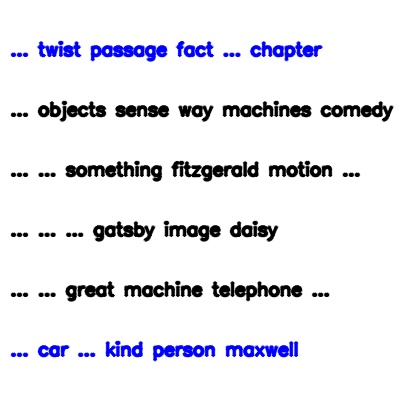 ... twist passage fact ... chapter
... objects sense way machines comedy
... ... something fitzgerald motion ...
... ... ... gatsby image daisy
... ... great machine telephone ...
... car ... kind person maxwell